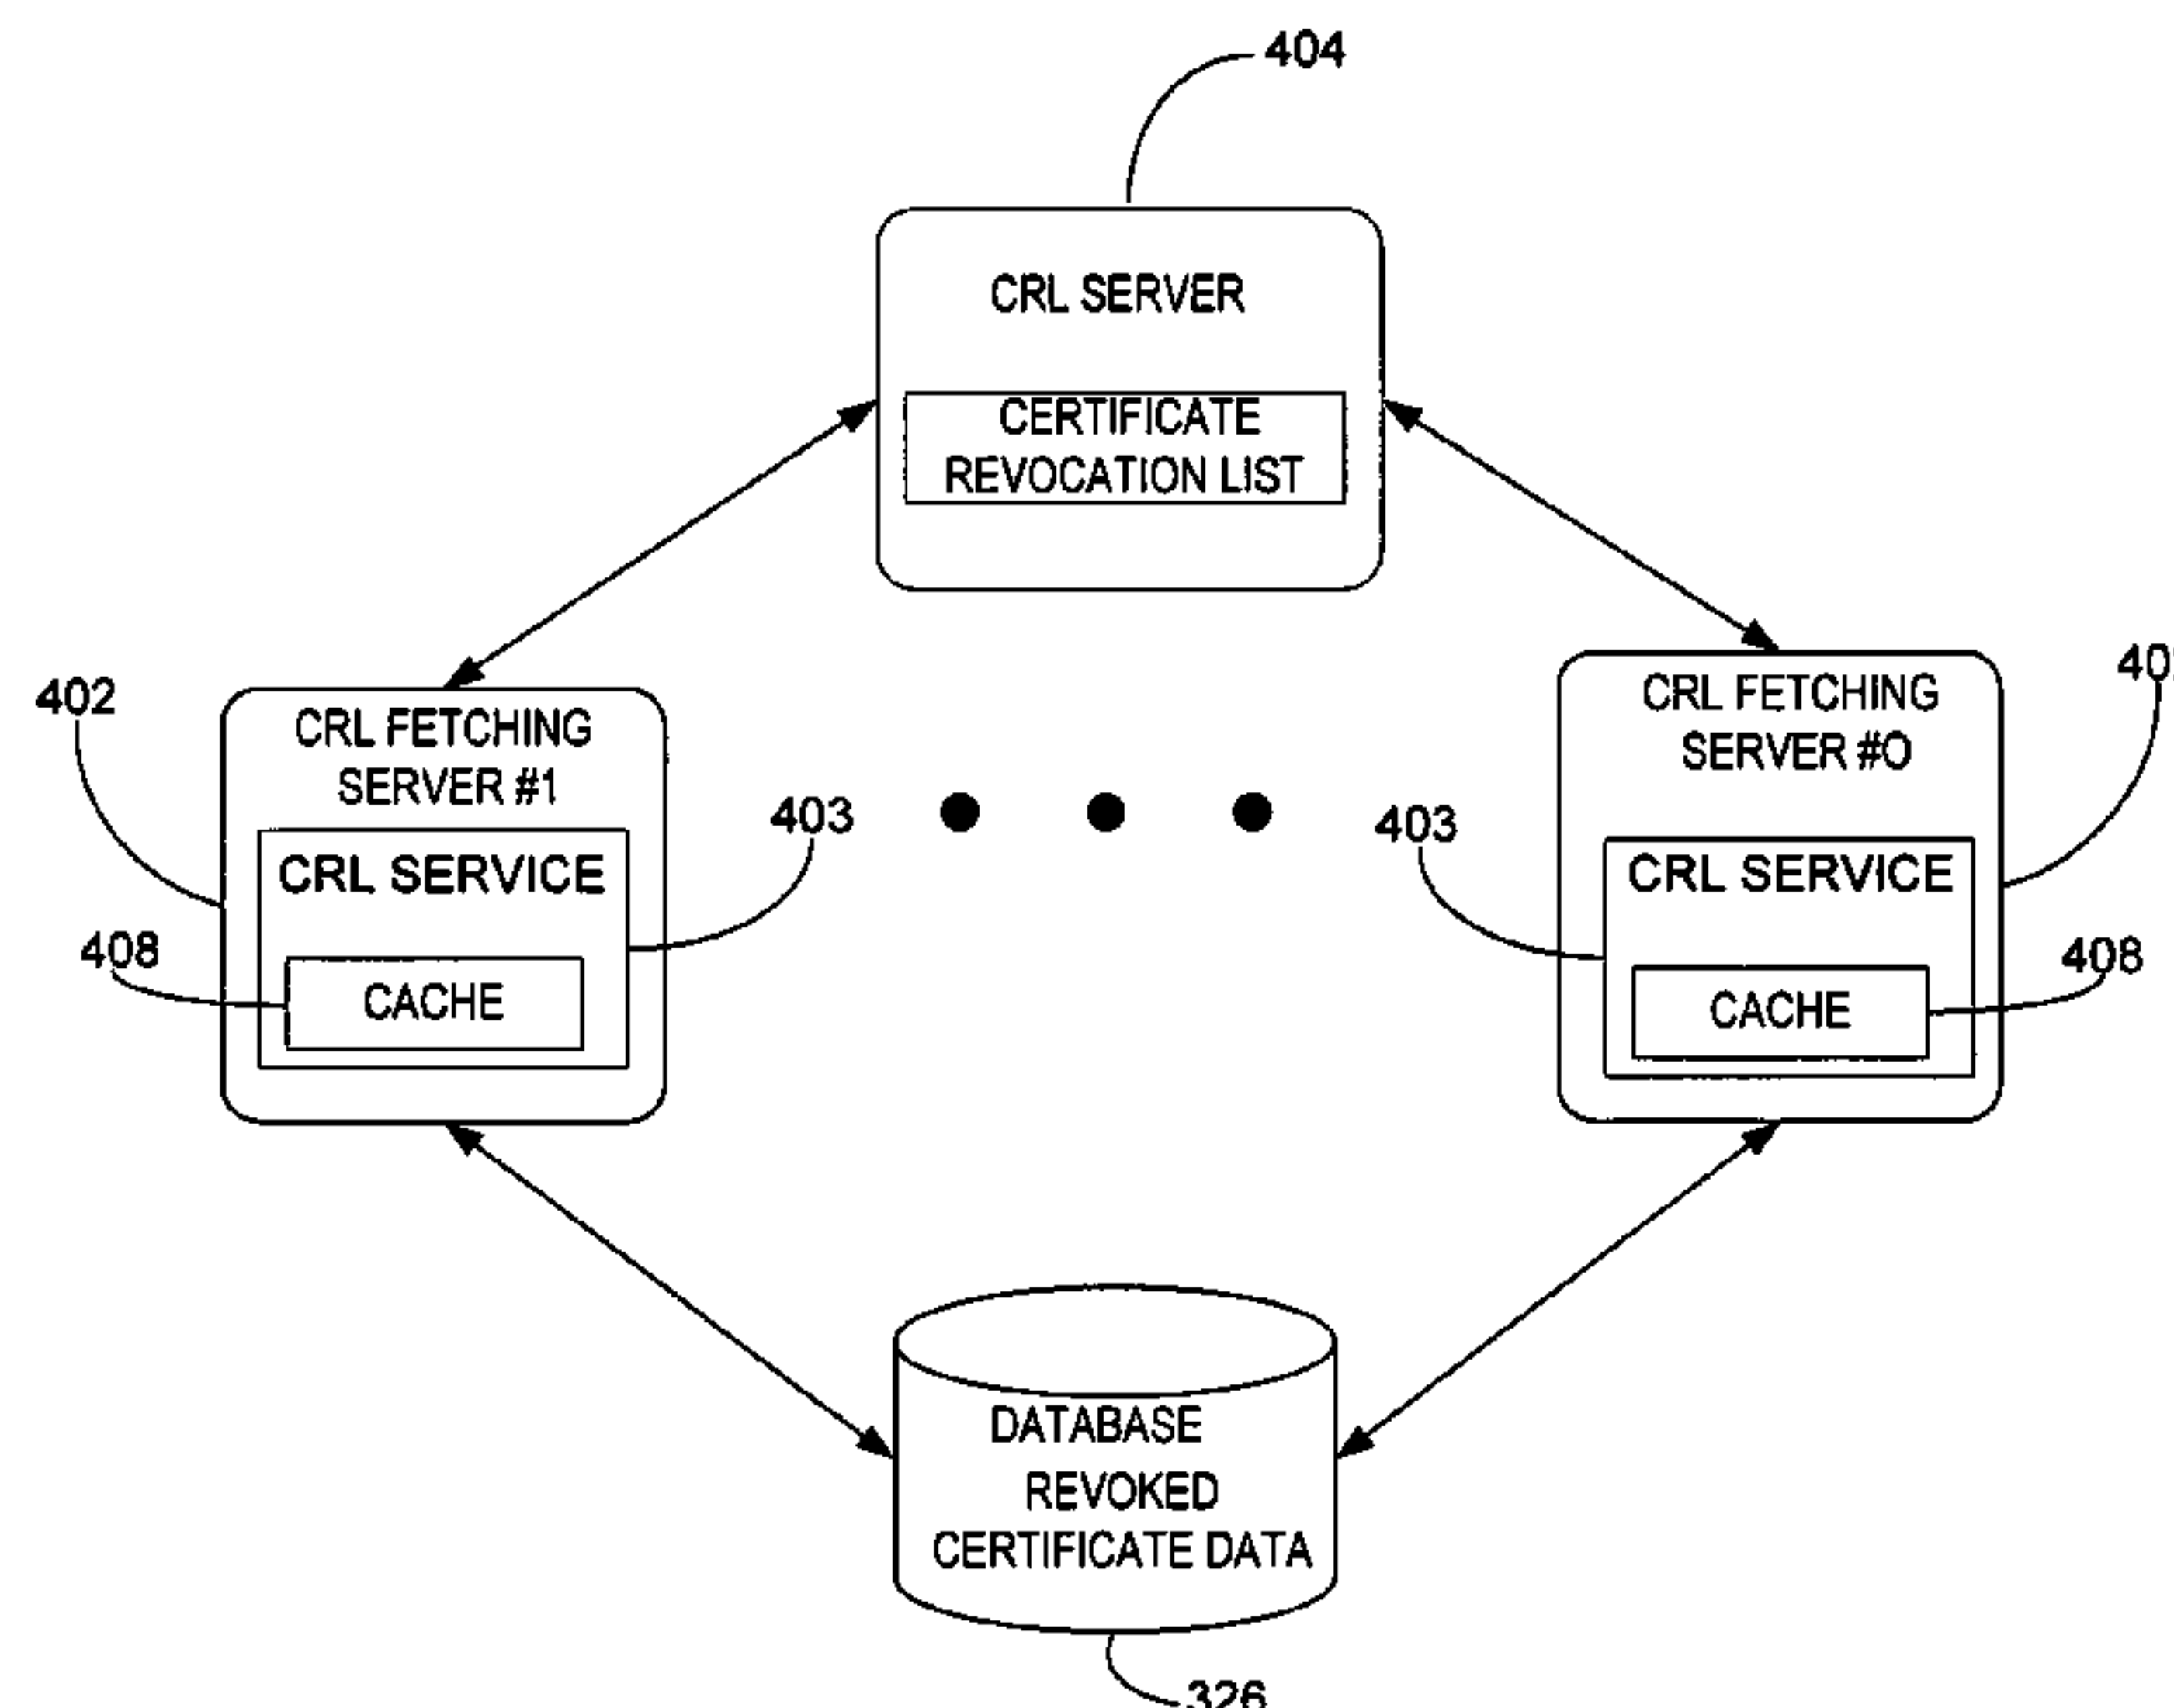 404
CRL SERVER
CERTIFICATE
REVOCATION LIST
402
CRL FETCHING
SERVER #1
CRL SERVICE
403
408
CACHE
CRL FETCHING
SERVER #O
403
CRL SERVICE
408
CACHE
DATABASE
REVOKED
CERTIFICATE DATA
326